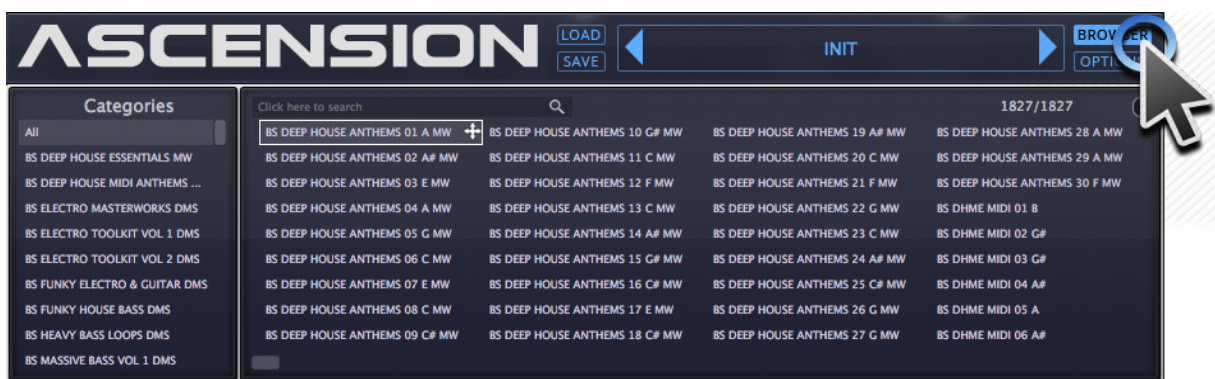 ASCENSION
LOAD
SAVE
INIT
BROWSER
Categories
Click here to search
1827/1827
All
BS DEEP HOUSE ESSENTIALS MW
BS DEEP HOUSE MIDI ANTHEMS ...
BS ELECTRO MASTERWORKS DMS
BS ELECTRO TOOLKIT VOL 1 DMS
BS ELECTRO TOOLKIT VOL 2 DMS
BS FUNKY ELECTRO & GUITAR DMS
BS FUNKY HOUSE BASS DMS
BS HEAVY BASS LOOPS DMS
BS MASSIVE BASS VOL 1 DMS
BS DEEP HOUSE ANTHEMS 01 A MW
BS DEEP HOUSE ANTHEMS 02 A# MW
BS DEEP HOUSE ANTHEMS 03 E MW
BS DEEP HOUSE ANTHEMS 04 A MW
BS DEEP HOUSE ANTHEMS 05 G MW
BS DEEP HOUSE ANTHEMS 06 C MW
BS DEEP HOUSE ANTHEMS 07 E MW
BS DEEP HOUSE ANTHEMS 08 C MW
BS DEEP HOUSE ANTHEMS 09 C# MW
BS DEEP HOUSE ANTHEMS 10 G# MW
BS DEEP HOUSE ANTHEMS 11 C MW
BS DEEP HOUSE ANTHEMS 12 F MW
BS DEEP HOUSE ANTHEMS 13 C MW
BS DEEP HOUSE ANTHEMS 14 A# MW
BS DEEP HOUSE ANTHEMS 15 G# MW
BS DEEP HOUSE ANTHEMS 16 C# MW
BS DEEP HOUSE ANTHEMS 17 E MW
BS DEEP HOUSE ANTHEMS 18 C# MW
BS DEEP HOUSE ANTHEMS 19 A# MW
BS DEEP HOUSE ANTHEMS 20 C MW
BS DEEP HOUSE ANTHEMS 21 F MW
BS DEEP HOUSE ANTHEMS 22 G MW
BS DEEP HOUSE ANTHEMS 23 C MW
BS DEEP HOUSE ANTHEMS 24 A# MW
BS DEEP HOUSE ANTHEMS 25 C# MW
BS DEEP HOUSE ANTHEMS 26 G MW
BS DEEP HOUSE ANTHEMS 27 G MW
BS DEEP HOUSE ANTHEMS 28 A MW
BS DEEP HOUSE ANTHEMS 29 A MW
BS DEEP HOUSE ANTHEMS 30 F MW
BS DHME MIDI 01 B
BS DHME MIDI 02 G#
BS DHME MIDI 03 G#
BS DHME MIDI 04 A#
BS DHME MIDI 05 A
BS DHME MIDI 06 A#